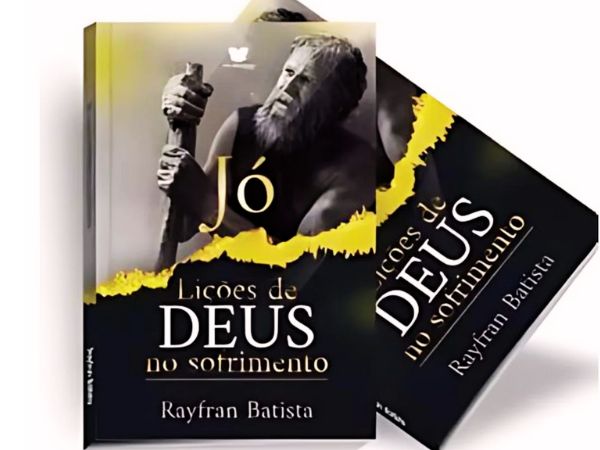 Jó
Lições de
DEUS
no sofrimento
Rayfran Batista
Lições de
DEUS
no sofrimento
Rayfran Batista